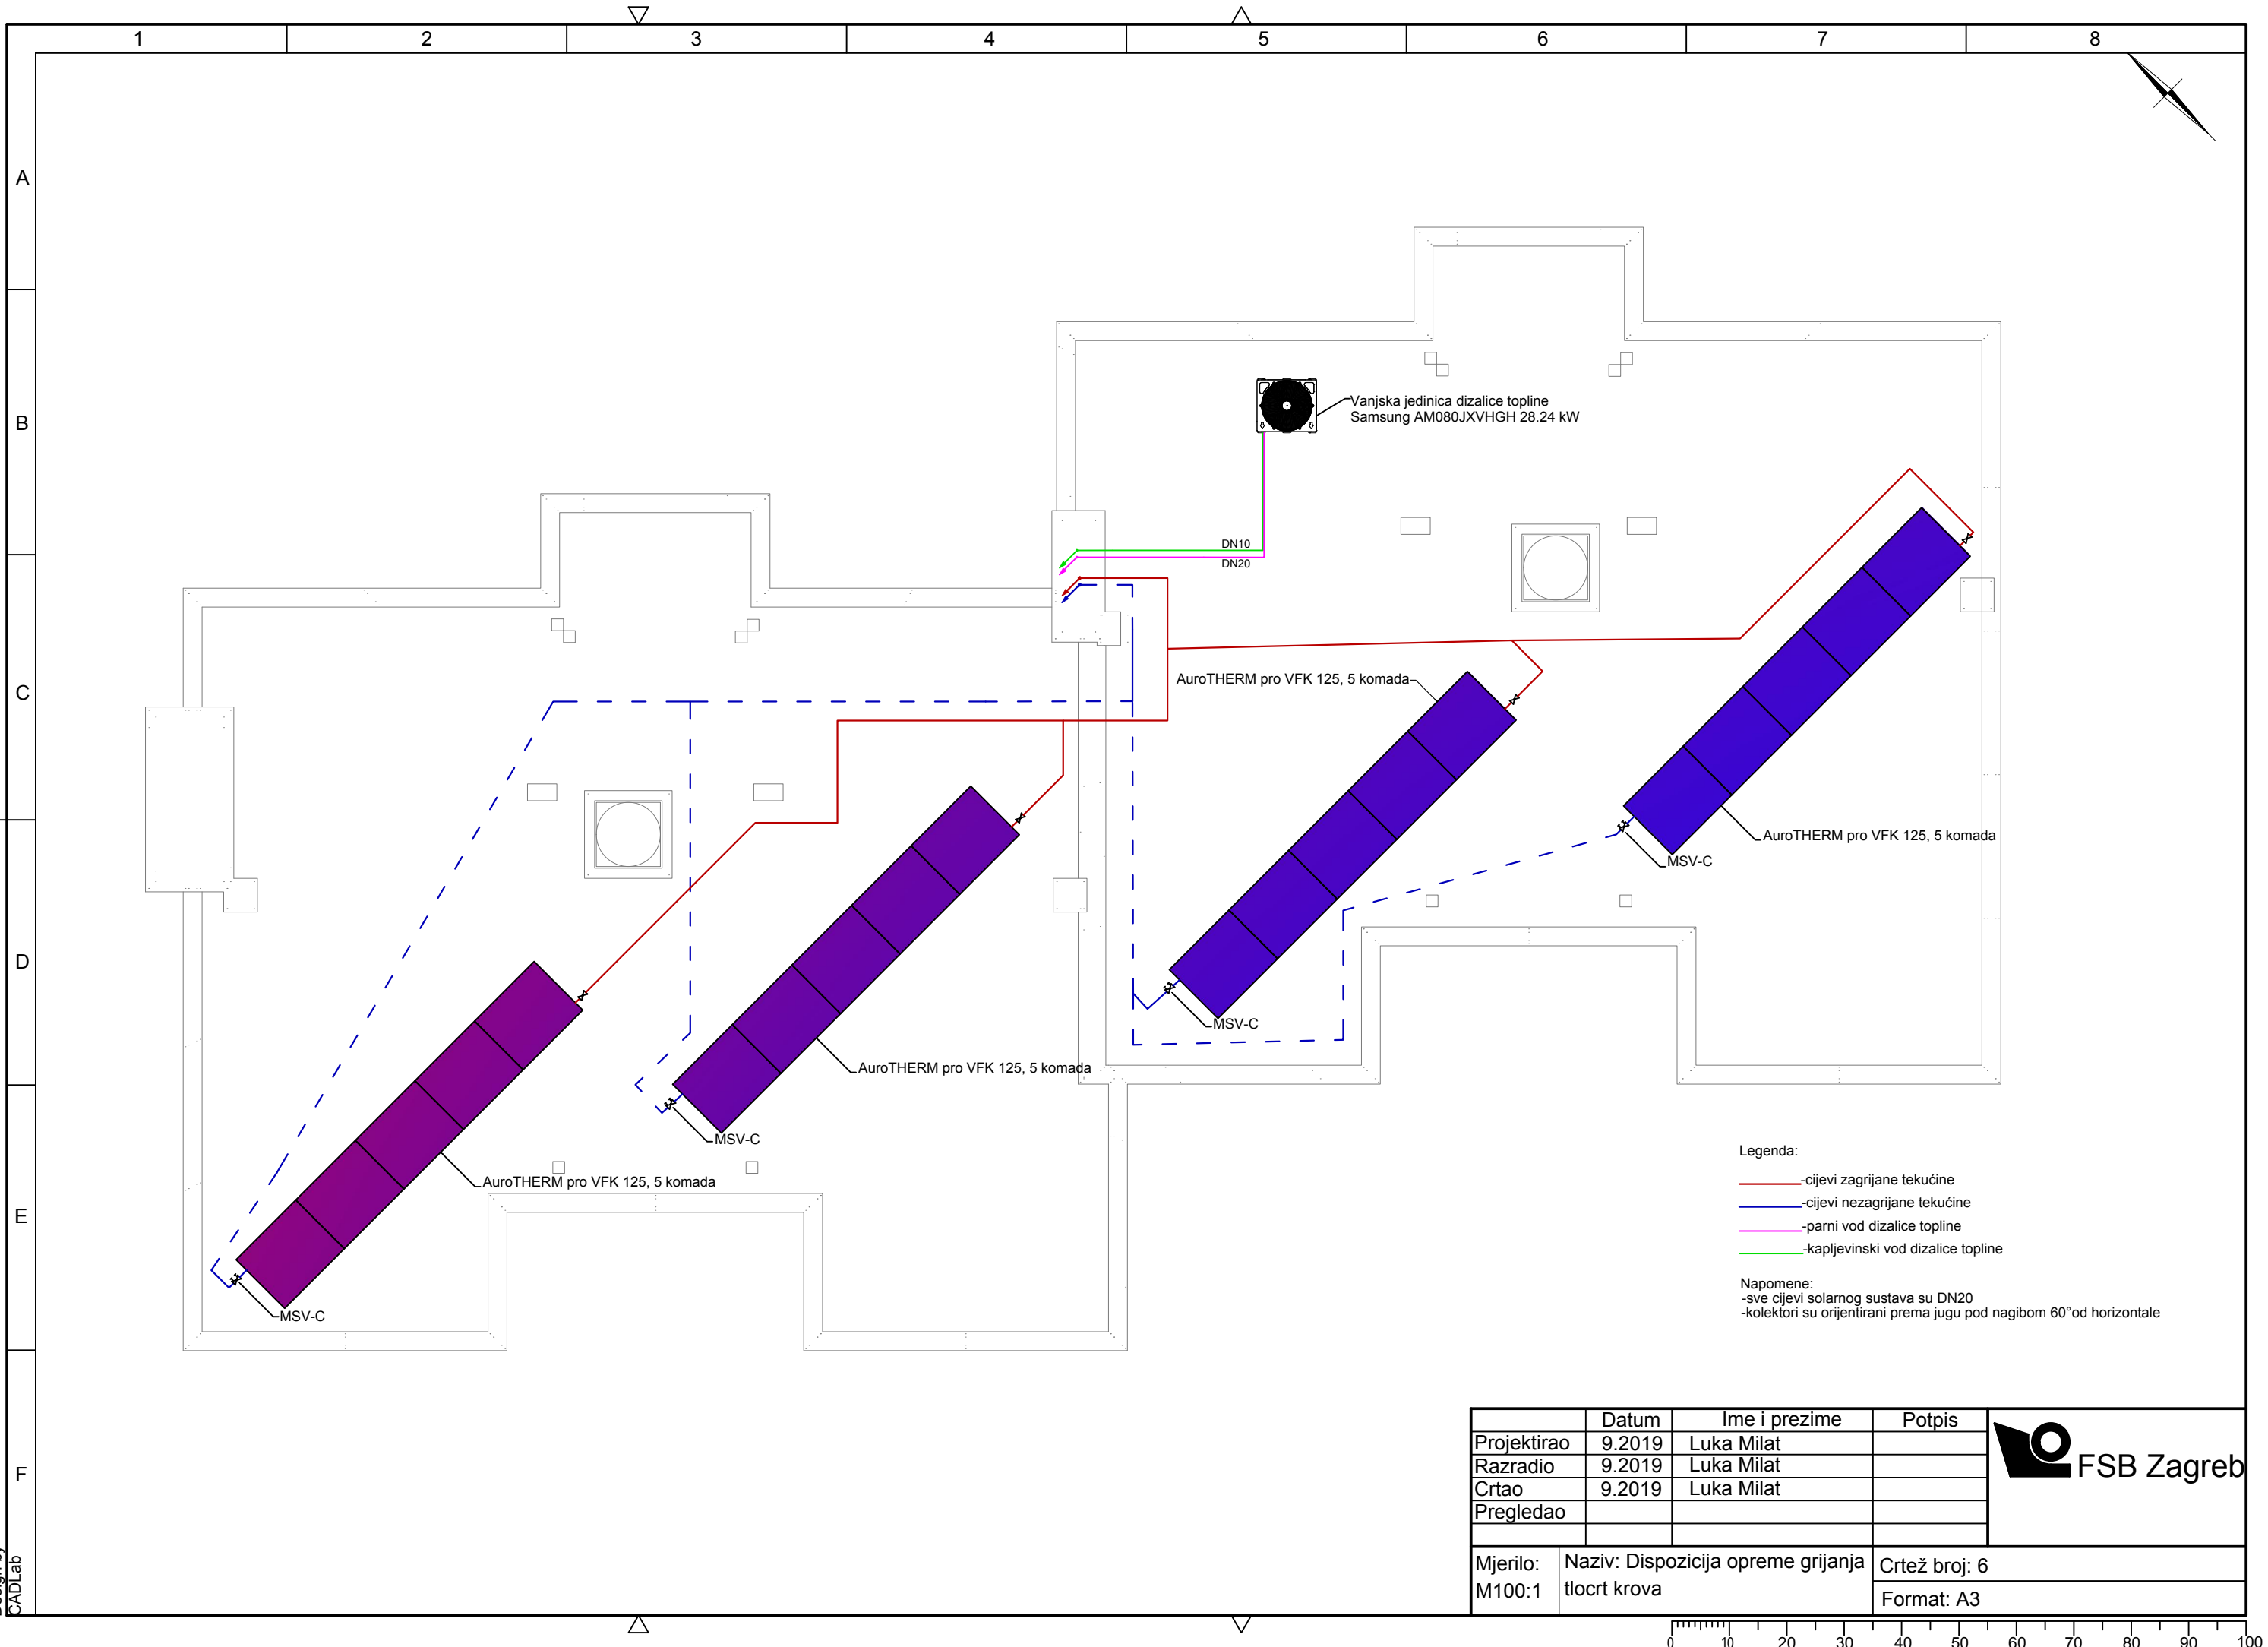 1 2 3 4 5 6 7 8
A
B
C
D
E
F
Vanjska jedinica dizalice topline
Samsung AM080JXVHGH 28.24 kW
DN10
DN20
AuroTHERM pro VFK 125, 5 komada
AuroTHERM pro VFK 125, 5 komada
MSV-C
MSV-C
AuroTHERM pro VFK 125, 5 komada
MSV-C
AuroTHERM pro VFK 125, 5 komada
MSV-C
Legenda:
-cijevi zagrijane tekućine
-cijevi nezagrijane tekućine
-parni vod dizalice topline
-kapljevinski vod dizalice topline
Napomene:
-sve cijevi solarnog sustava su DN20
-kolektori su orijentirani prema jugu pod nagibom 60°od horizontale
Datum Ime i prezime Potpis
Projektirao 9.2019 Luka Milat
Razradio 9.2019 Luka Milat
Crtao 9.2019 Luka Milat
Pregledao
FSB Zagreb
Mjerilo:
M100:1
Naziv: Dispozicija opreme grijanja
tlocrt krova
Crtež broj: 6
Format: A3
CADLab
0 10 20 30 40 50 60 70 80 90 100